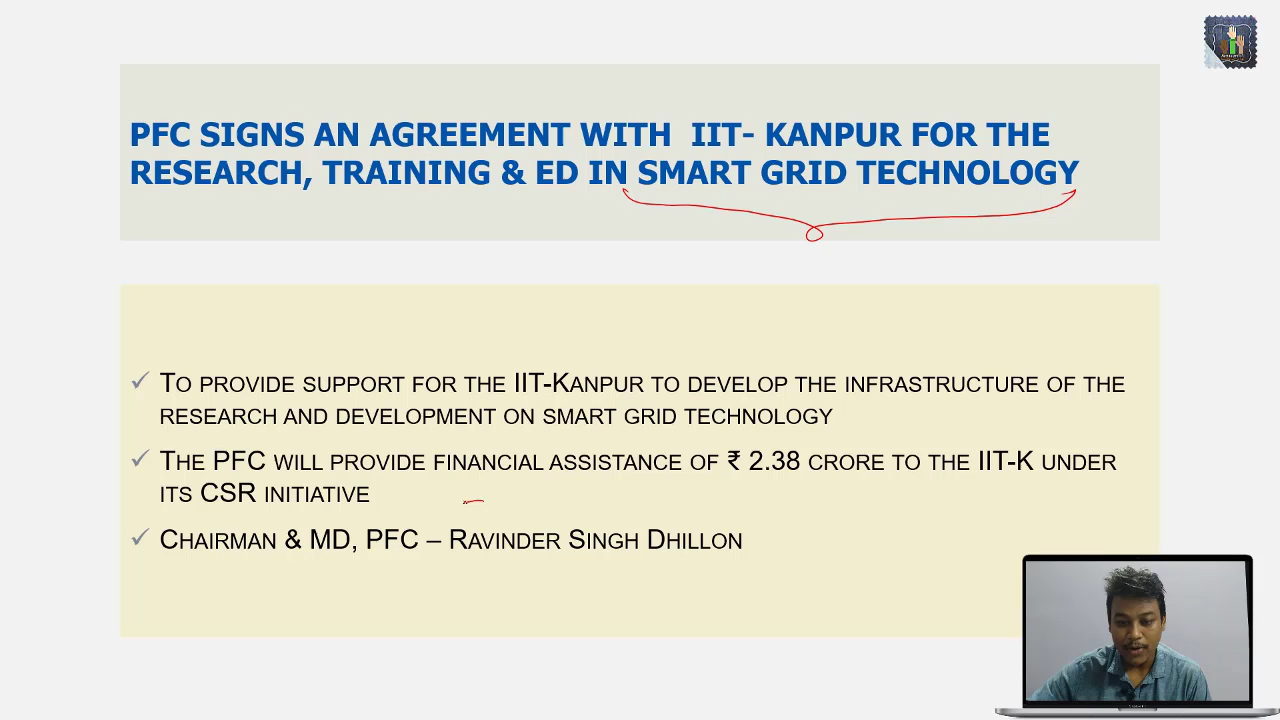 PFC SIGNS AN AGREEMENT WITH IIT- KANPUR FOR THE
RESEARCH, TRAINING & ED IN SMART GRID TECHNOLOGY
✓ TO PROVIDE SUPPORT FOR THE IIT-KANPUR TO DEVELOP THE INFRASTRUCTURE OF THE
RESEARCH AND DEVELOPMENT ON SMART GRID TECHNOLOGY
✓ THE PFC WILL PROVIDE FINANCIAL ASSISTANCE OF ₹ 2.38 CRORE TO THE IIT-K UNDER
ITS CSR INITIATIVE
✓ CHAIRMAN & MD, PFC – RAVINDER SINGH DHILLON